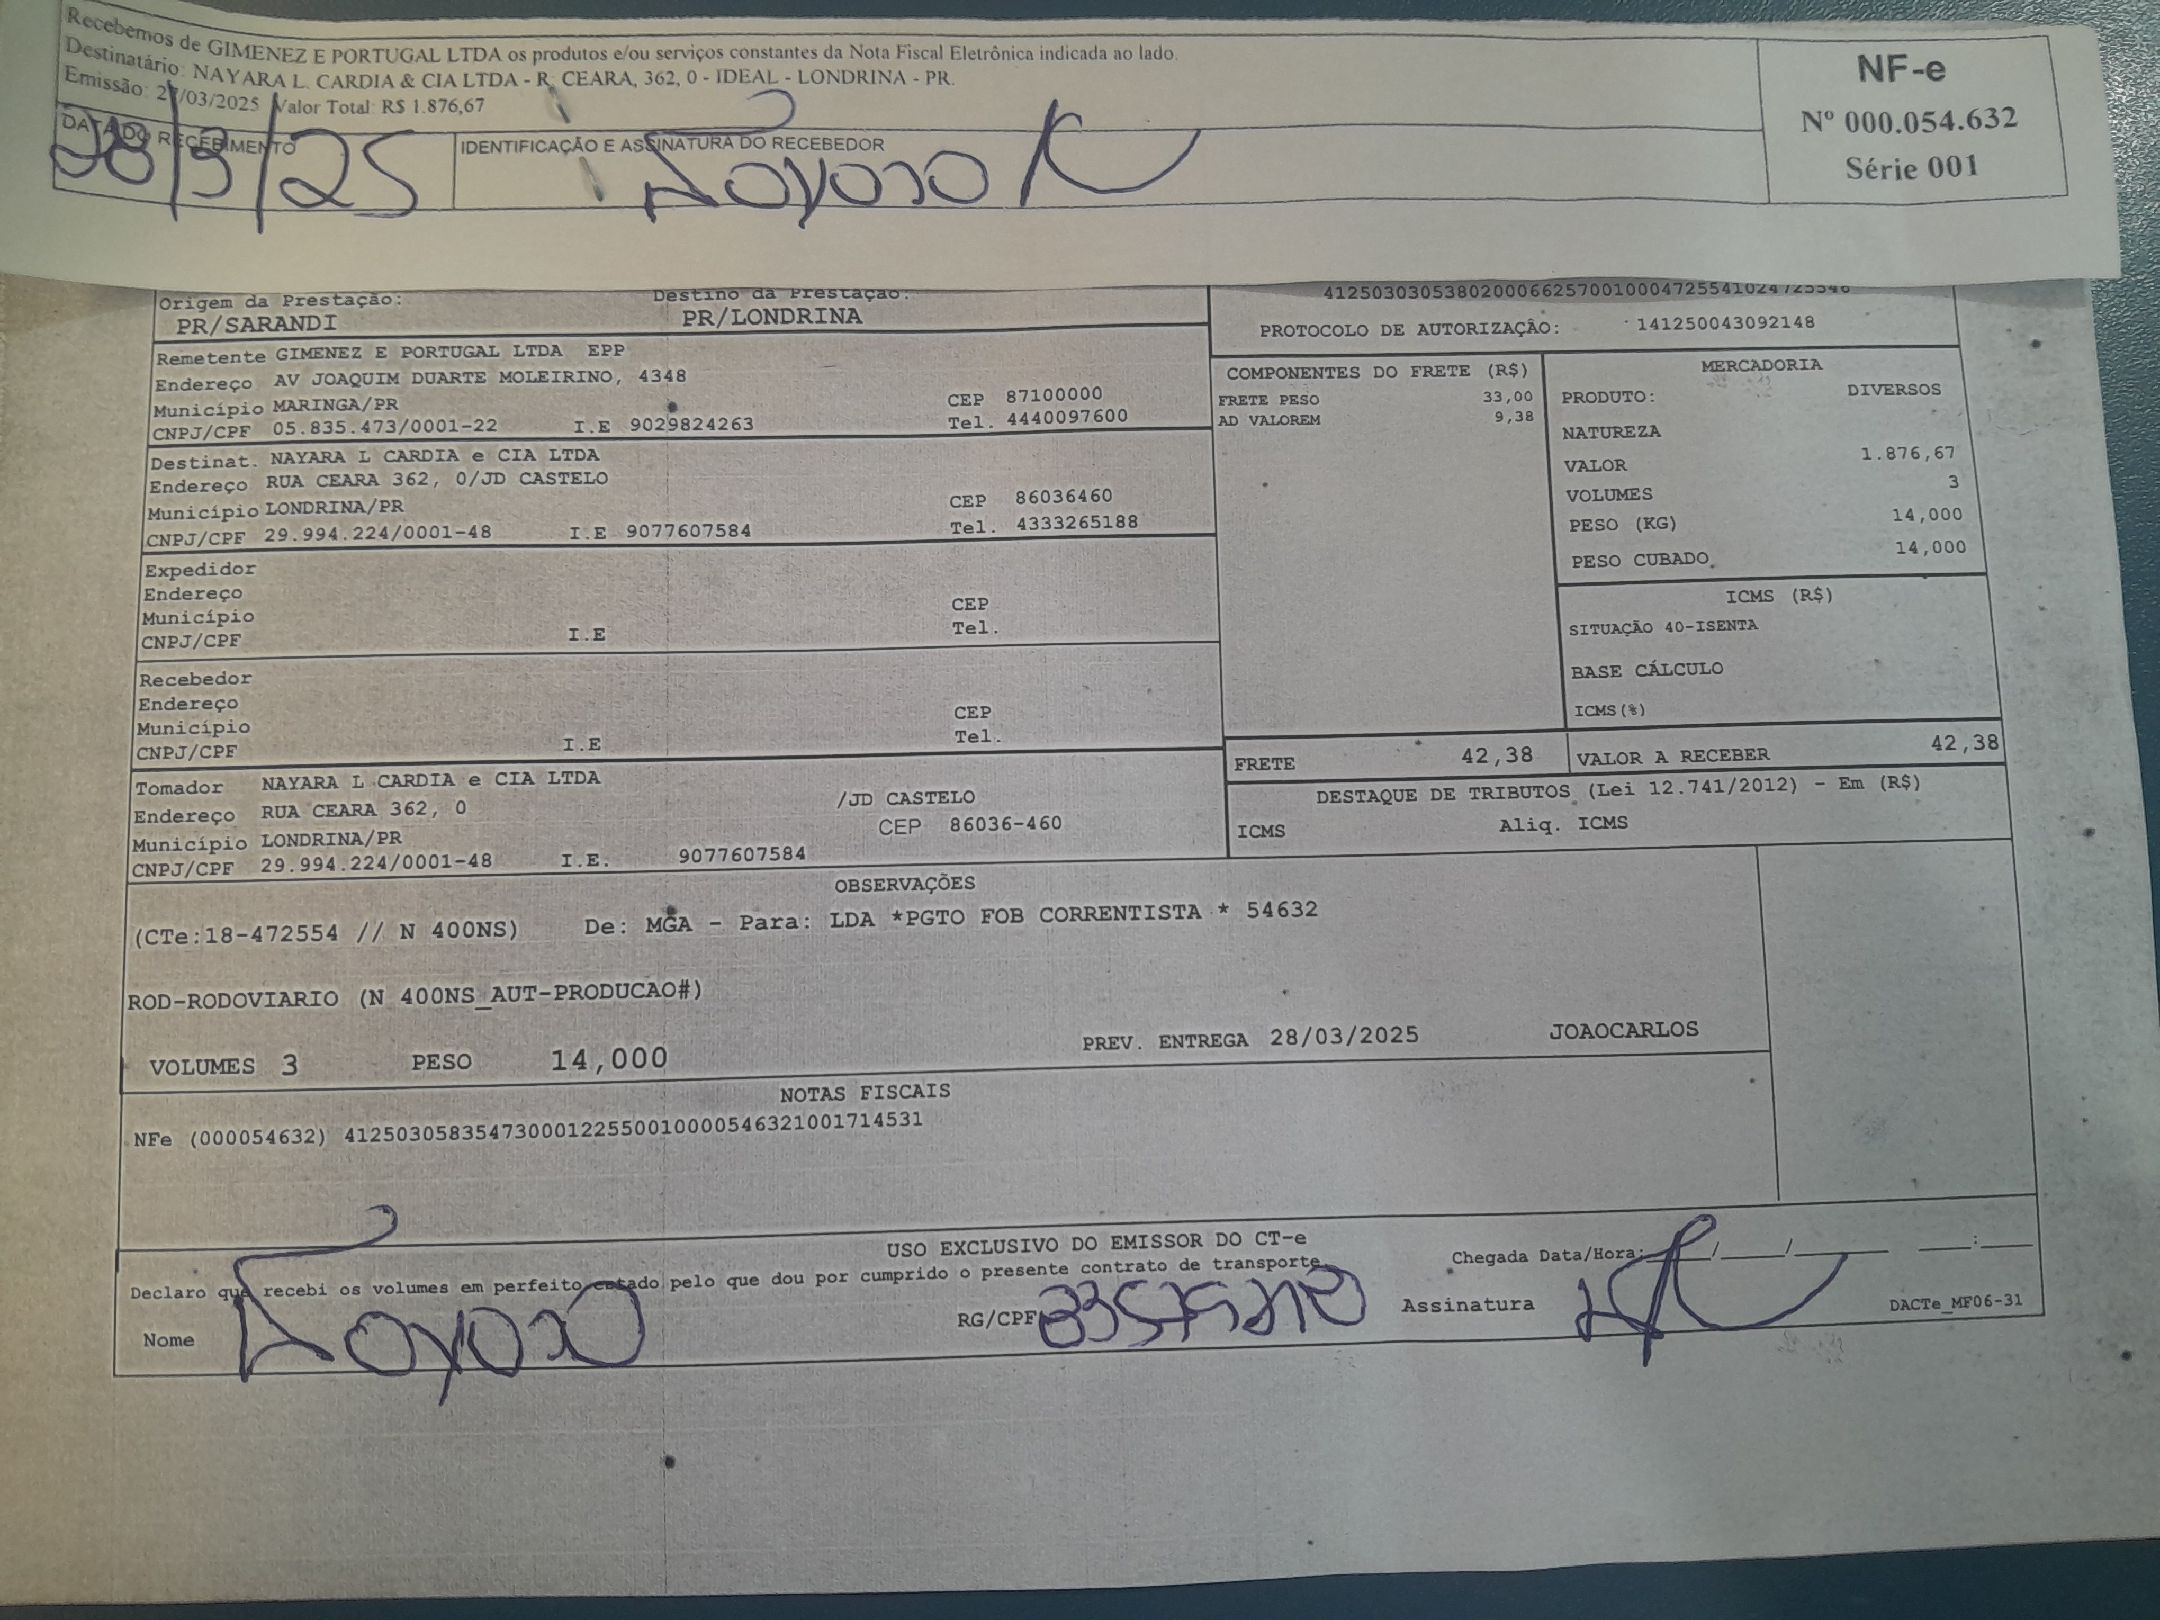 Recebemos de GIMENEZ E PORTUGAL LTDA os produtos e/ou serviços constantes da Nota Fiscal Eletrônica indicada ao lado.
Destinatário: NAYARA L. CARDIA & CIA LTDA - R. CEARA, 362, 0 - IDEAL - LONDRINA - PR.
Emissão: 27/03/2025 Valor Total: R$ 1.876,67
DATA DO RECEBIMENTO
28/3/25
IDENTIFICAÇÃO E ASSINATURA DO RECEBEDOR
NF-e
Nº 000.054.632
Série 001
Origem da Prestação: Destino da Prestação:
PR/SARANDI PR/LONDRINA
PROTOCOLO DE AUTORIZAÇÃO: 141250043092148
Remetente GIMENEZ E PORTUGAL LTDA EPP
Endereço AV JOAQUIM DUARTE MOLEIRINO, 4348
Município MARINGA/PR CEP 87100000
CNPJ/CPF 05.835.473/0001-22 I.E 9029824263 Tel. 4440097600
Destinat. NAYARA L CARDIA e CIA LTDA
Endereço RUA CEARA 362, 0/JD CASTELO
Município LONDRINA/PR CEP 86036460
CNPJ/CPF 29.994.224/0001-48 I.E 9077607584 Tel. 4333265188
Expedidor
Endereço
Município CEP
CNPJ/CPF I.E Tel.
Recebedor
Endereço
Município CEP
CNPJ/CPF I.E Tel.
Tomador NAYARA L CARDIA e CIA LTDA
Endereço RUA CEARA 362, 0 /JD CASTELO
Município LONDRINA/PR CEP 86036-460
CNPJ/CPF 29.994.224/0001-48 I.E. 9077607584
COMPONENTES DO FRETE (R$)
FRETE PESO 33,00
AD VALOREM 9,38
MERCADORIA
PRODUTO: DIVERSOS
NATUREZA
VALOR 1.876,67
VOLUMES 3
PESO (KG) 14,000
PESO CUBADO 14,000
ICMS (R$)
SITUAÇÃO 40-ISENTA
BASE CÁLCULO
ICMS(%)
FRETE 42,38 VALOR A RECEBER 42,38
DESTAQUE DE TRIBUTOS (Lei 12.741/2012) - Em (R$)
ICMS Aliq. ICMS
OBSERVAÇÕES
(CTe:18-472554 // N 400NS) De: MGA - Para: LDA *PGTO FOB CORRENTISTA * 54632
ROD-RODOVIARIO (N 400NS_AUT-PRODUCAO#)
VOLUMES 3 PESO 14,000 PREV. ENTREGA 28/03/2025 JOAOCARLOS
NOTAS FISCAIS
NFe (000054632) 41250305835473000122550010000546321001714531
USO EXCLUSIVO DO EMISSOR DO CT-e
Declaro que recebi os volumes em perfeito estado pelo que dou por cumprido o presente contrato de transporte.
Chegada Data/Hora: ____/____/______ ____:____
Nome RG/CPF Assinatura DACTe_MF06-31